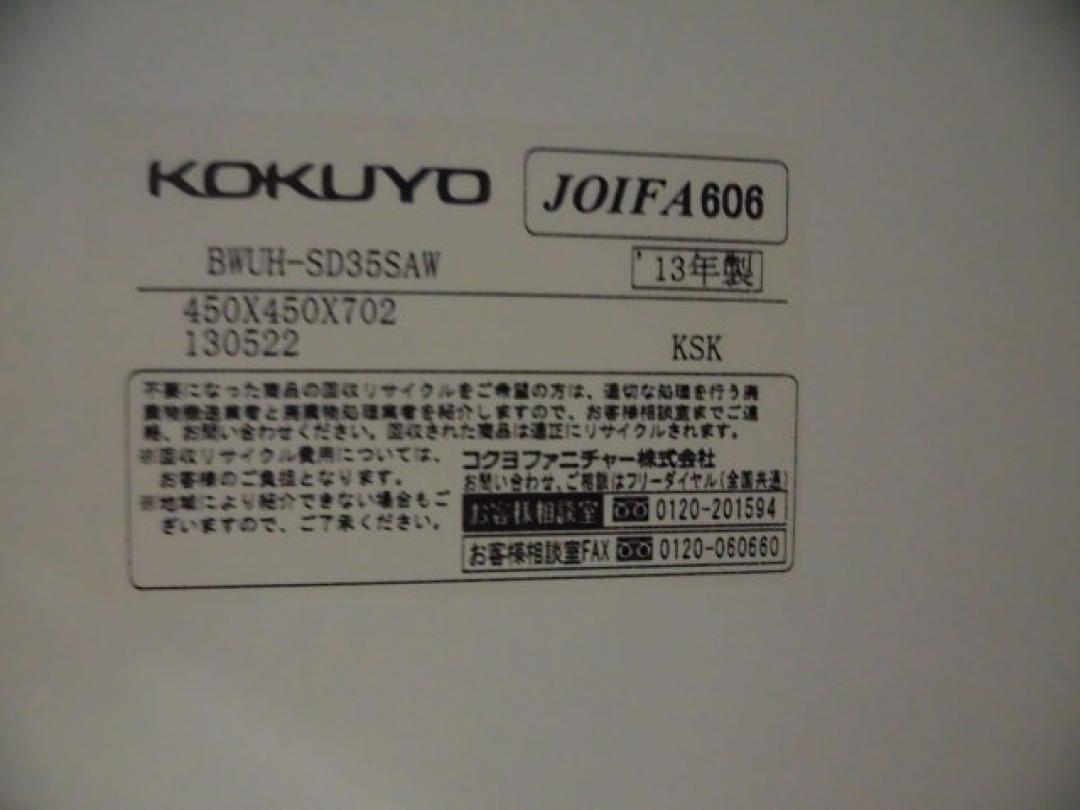 KOKUYO
JOIFA606
BWUH-SD35SAW
'13年製
450X450X702
130522
KSK
不要になった商品の回収リサイクルをご希望の方は、適切な処理を行う廃
棄物搬送業者と廃棄物処理業者を紹介しますので、お客様相談室までご連
絡、お問い合わせください。回収された商品は適正にリサイクルされます。
※回収リサイクル費用については、
お客様のご負担となります。
※地域により紹介できない場合もご
ざいますので、ご了承ください。
コクヨファニチャー株式会社
お問い合わせ、ご相談はフリーダイヤル(全国共通)
お客様相談室 0120-201594
お客様相談室FAX 0120-060660